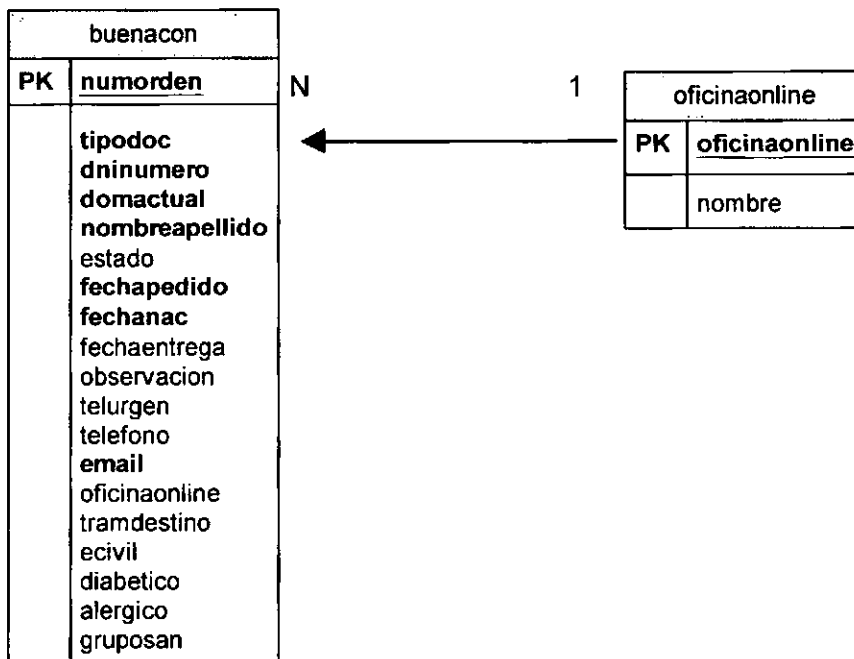 buenacon
PK numorden
tipodoc
dninumero
domactual
nombreapellido
estado
fechapedido
fechanac
fechaentrega
observacion
telurgen
telefono
email
oficinaonline
tramdestino
ecivil
diabetico
alergico
gruposan
N 1
oficinaonline
PK oficinaonline
nombre